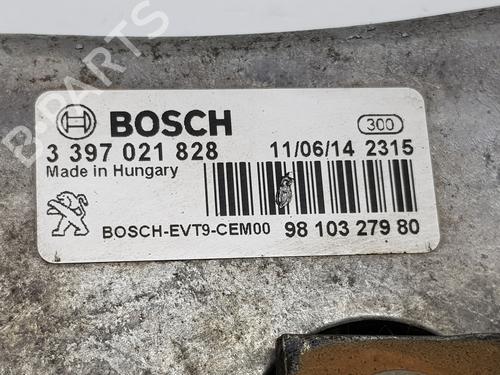 BOSCH
300
3 397 021 828
11/06/14 2315
Made in Hungary
BOSCH-EVT9-CEM00
98 103 279 80
B-PARTS